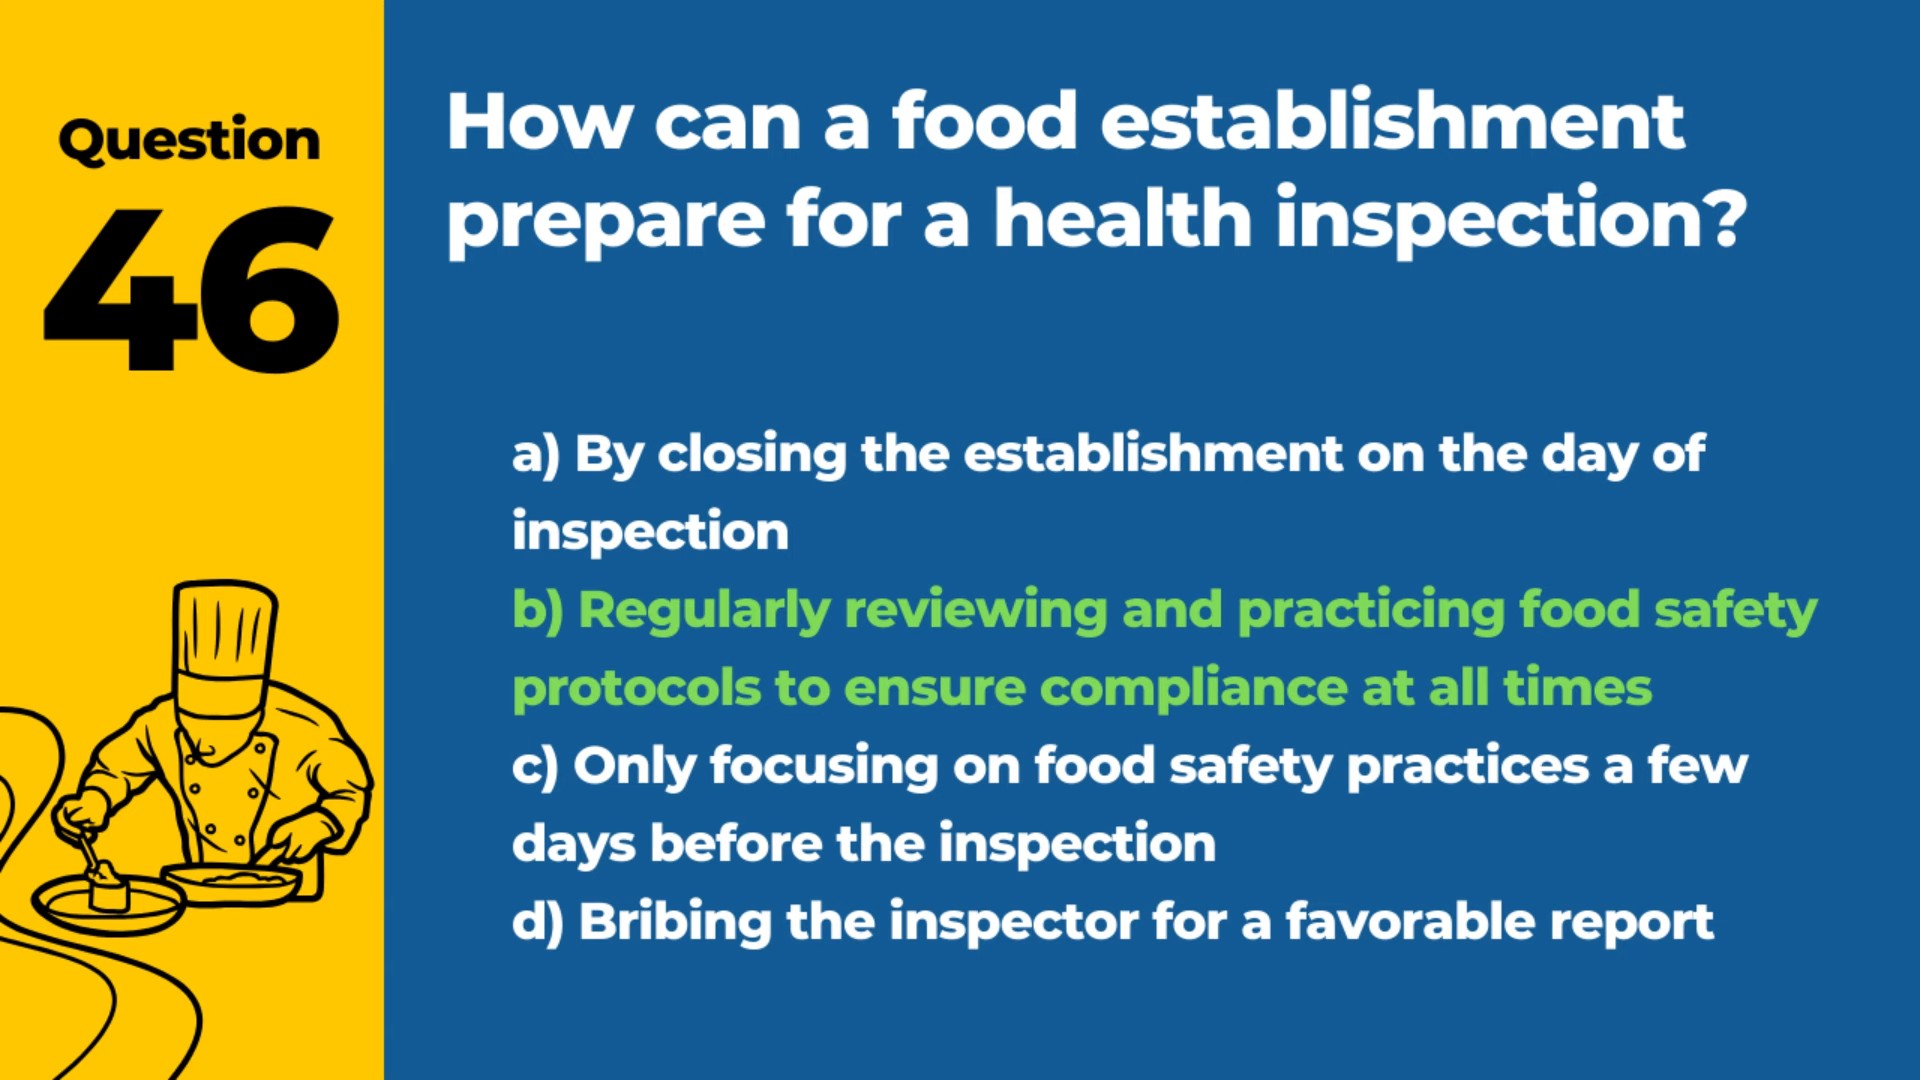 Question
46
How can a food establishment
prepare for a health inspection?
a) By closing the establishment on the day of
inspection
b) Regularly reviewing and practicing food safety
protocols to ensure compliance at all times
c) Only focusing on food safety practices a few
days before the inspection
d) Bribing the inspector for a favorable report